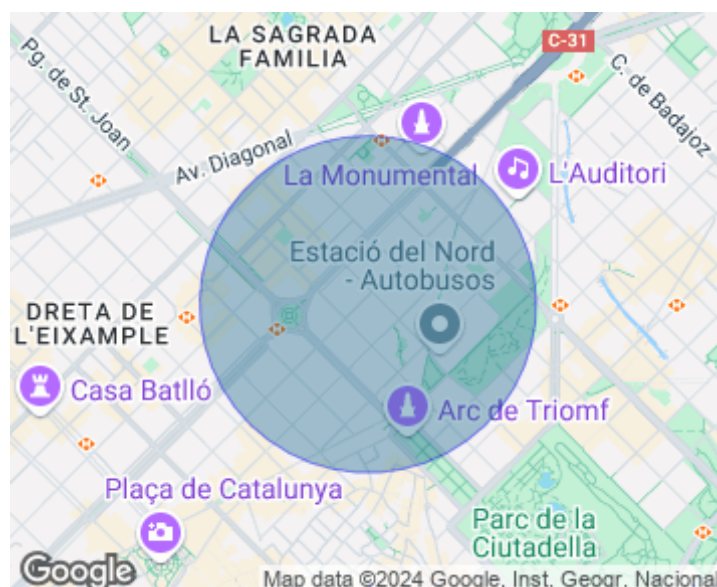 LA SAGRADA
FAMILIA
C-31
Pg. de St. Joan
C. de Badajoz
Av. Diagonal
La Monumental
L'Auditori
Estació del Nord
- Autobusos
DRETA DE
L'EIXAMPLE
Casa Batlló
Arc de Triomf
Plaça de Catalunya
Parc de la
Ciutadella
Google
Map data ©2024 Google, Inst. Geogr. Nacional